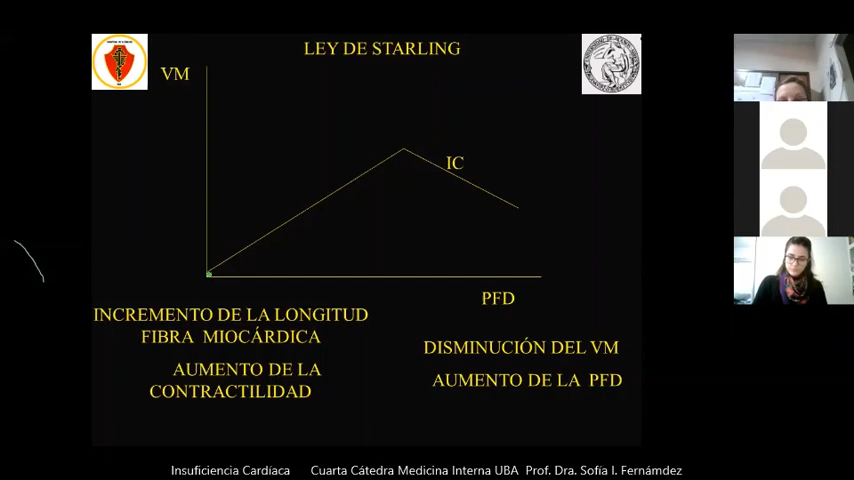 LEY DE STARLING
VM
IC
PFD
INCREMENTO DE LA LONGITUD
FIBRA MIOCÁRDICA
AUMENTO DE LA
CONTRACTILIDAD
DISMINUCIÓN DEL VM
AUMENTO DE LA PFD
Insuficiencia Cardíaca Cuarta Cátedra Medicina Interna UBA Prof. Dra. Sofía I. Fernámdez